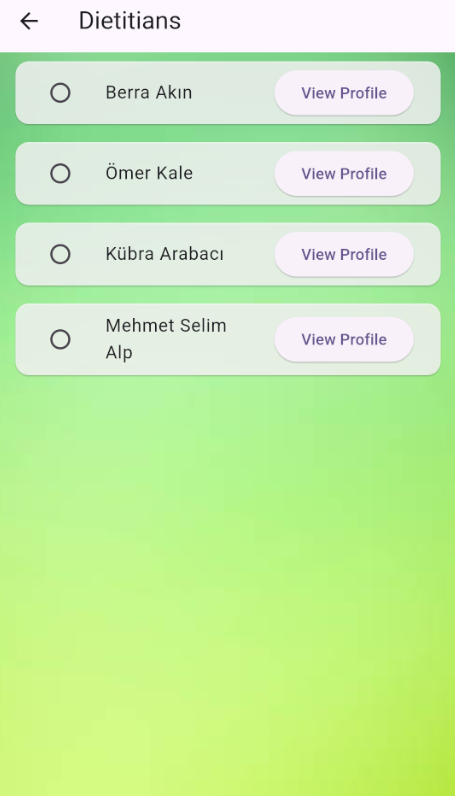 Dietitians
Berra Akın
View Profile
Ömer Kale
View Profile
Kübra Arabacı
View Profile
Mehmet Selim
Alp
View Profile